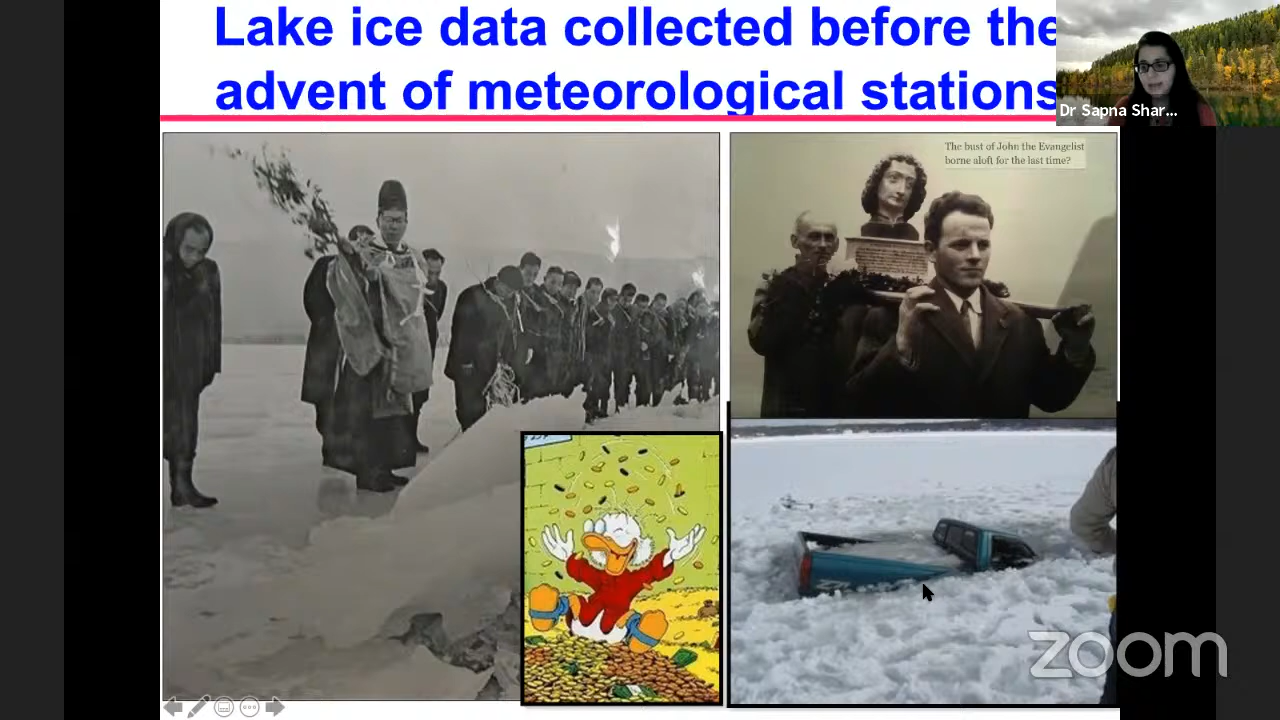 Lake ice data collected before the
advent of meteorological stations
Dr Sapna Shar...
The bust of John the Evangelist
borne aloft for the last time?
zoom